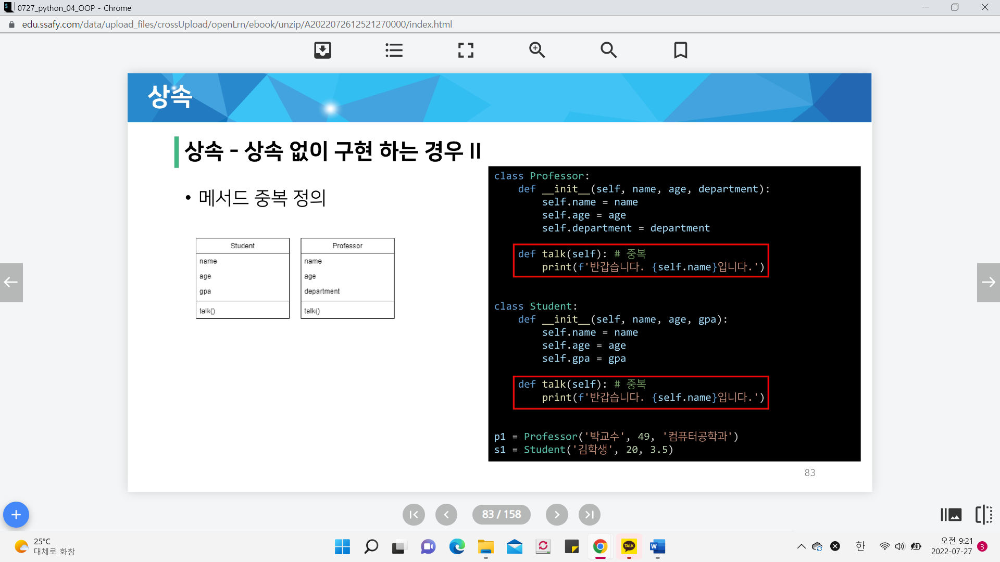 0727_python_04_OOP - Chrome
edu.ssafy.com/data/upload_files/crossUpload/openLrn/ebook/unzip/A2022072612521270000/index.html
상속
상속 - 상속 없이 구현 하는 경우 II
• 메서드 중복 정의
Student
name
age
gpa
talk()
Professor
name
age
department
talk()
class Professor:
    def __init__(self, name, age, department):
        self.name = name
        self.age = age
        self.department = department
    def talk(self): # 중복
        print(f'반갑습니다. {self.name}입니다.')
class Student:
    def __init__(self, name, age, gpa):
        self.name = name
        self.age = age
        self.gpa = gpa
    def talk(self): # 중복
        print(f'반갑습니다. {self.name}입니다.')
p1 = Professor('박교수', 49, '컴퓨터공학과')
s1 = Student('김학생', 20, 3.5)
83
83 / 158
25°C
대체로 화창
TALK
W
한
오전 9:21
2022-07-27
3